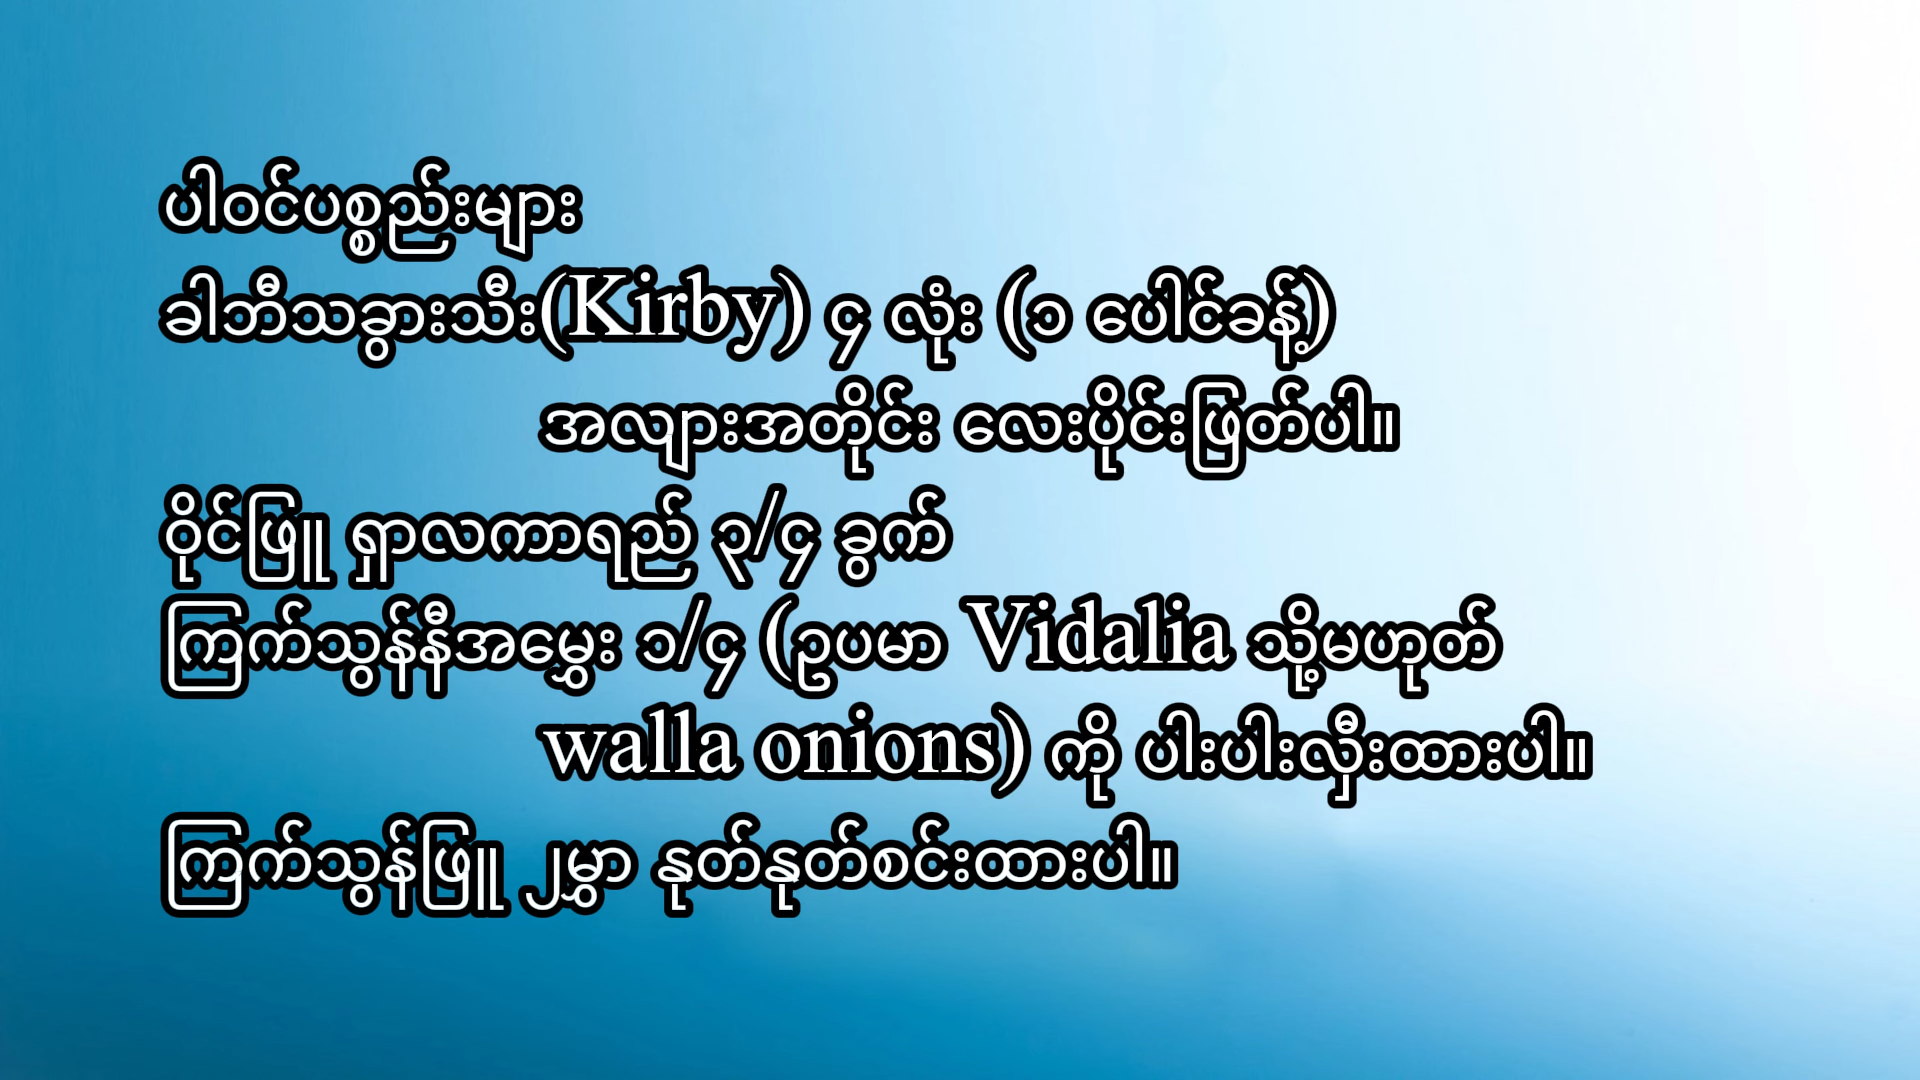 ပါဝင်ပစ္စည်းများ
ခါဘီသခွားသီး(Kirby) ၄ လုံး (၁ ပေါင်ခန့်)
အလျားအတိုင်း လေးပိုင်းဖြတ်ပါ။
ဝိုင်ဖြူ ရှာလကာရည် ၃/၄ ခွက်
ကြက်သွန်နီအမွှေး ၁/၄ (ဥပမာ Vidalia သို့မဟုတ်
walla onions) ကို ပါးပါးလှီးထားပါ။
ကြက်သွန်ဖြူ ၂မွှာ နုတ်နုတ်စင်းထားပါ။